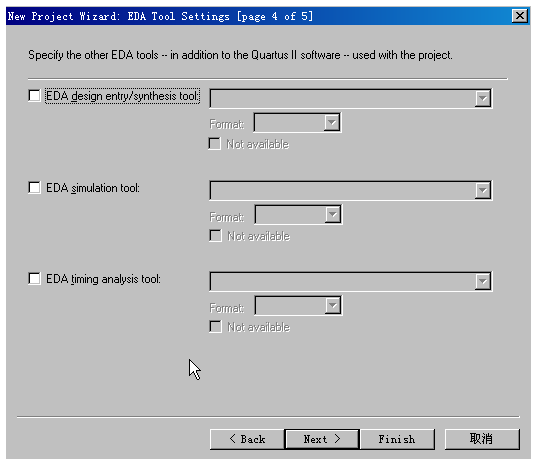 New Project Wizard: EDA Tool Settings [page 4 of 5]
Specify the other EDA tools -- in addition to the Quartus II software -- used with the project.
EDA design entry/synthesis tool:
Format:
Not available
EDA simulation tool:
Format:
Not available
EDA timing analysis tool:
Format:
Not available
< Back Next > Finish 取消